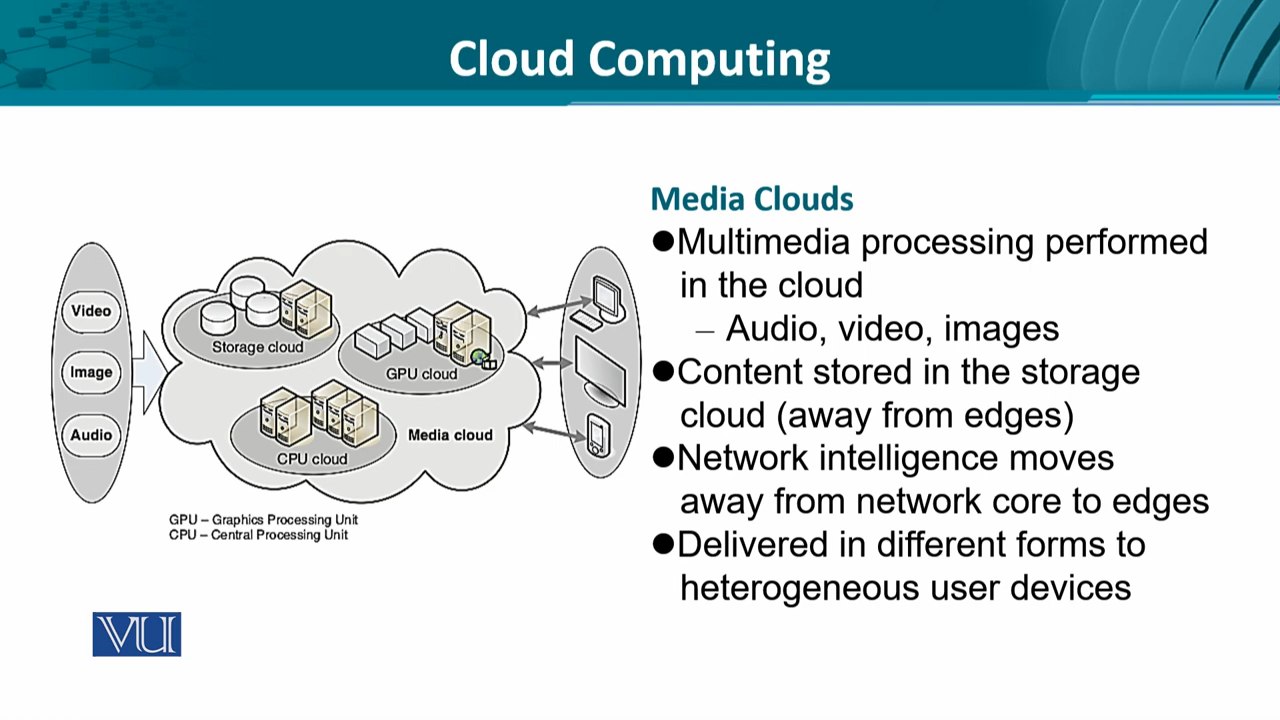 Cloud Computing
Video
Image
Audio
Storage cloud
GPU cloud
CPU cloud
Media cloud
GPU – Graphics Processing Unit
CPU – Central Processing Unit
Media Clouds
●Multimedia processing performed
in the cloud
– Audio, video, images
●Content stored in the storage
cloud (away from edges)
●Network intelligence moves
away from network core to edges
●Delivered in different forms to
heterogeneous user devices
VU